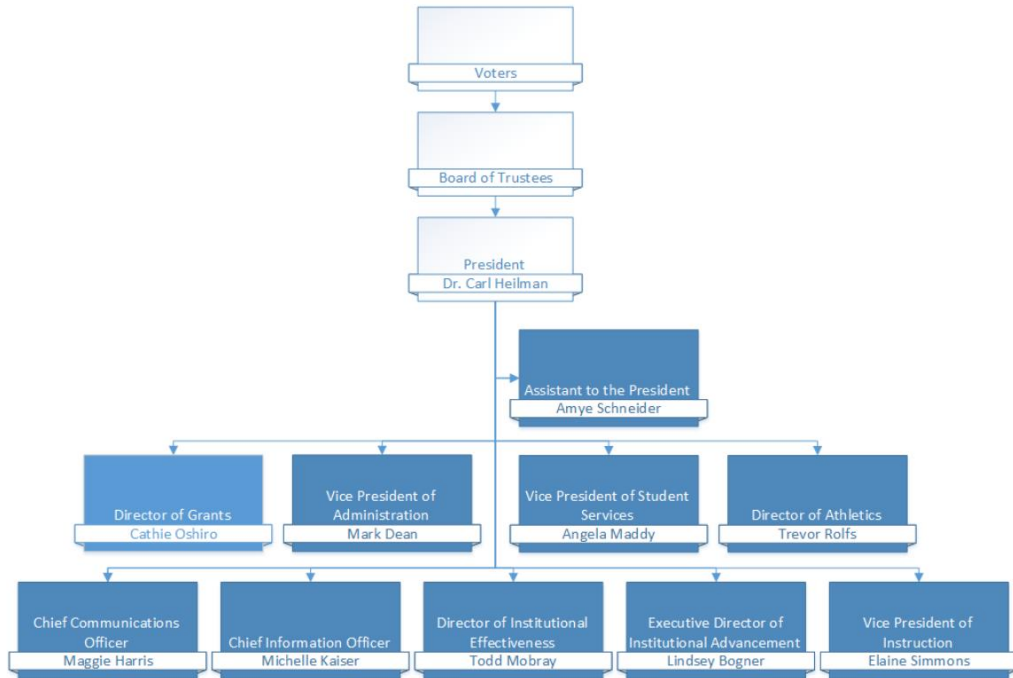 Voters
Board of Trustees
President
Dr. Carl Heilman
Assistant to the President
Amye Schneider
Director of Grants
Cathie Oshiro
Vice President of
Administration
Mark Dean
Vice President of Student
Services
Angela Maddy
Director of Athletics
Trevor Rolfs
Chief Communications
Officer
Maggie Harris
Chief Information Officer
Michelle Kaiser
Director of Institutional
Effectiveness
Todd Mobray
Executive Director of
Institutional Advancement
Lindsey Bogner
Vice President of
Instruction
Elaine Simmons